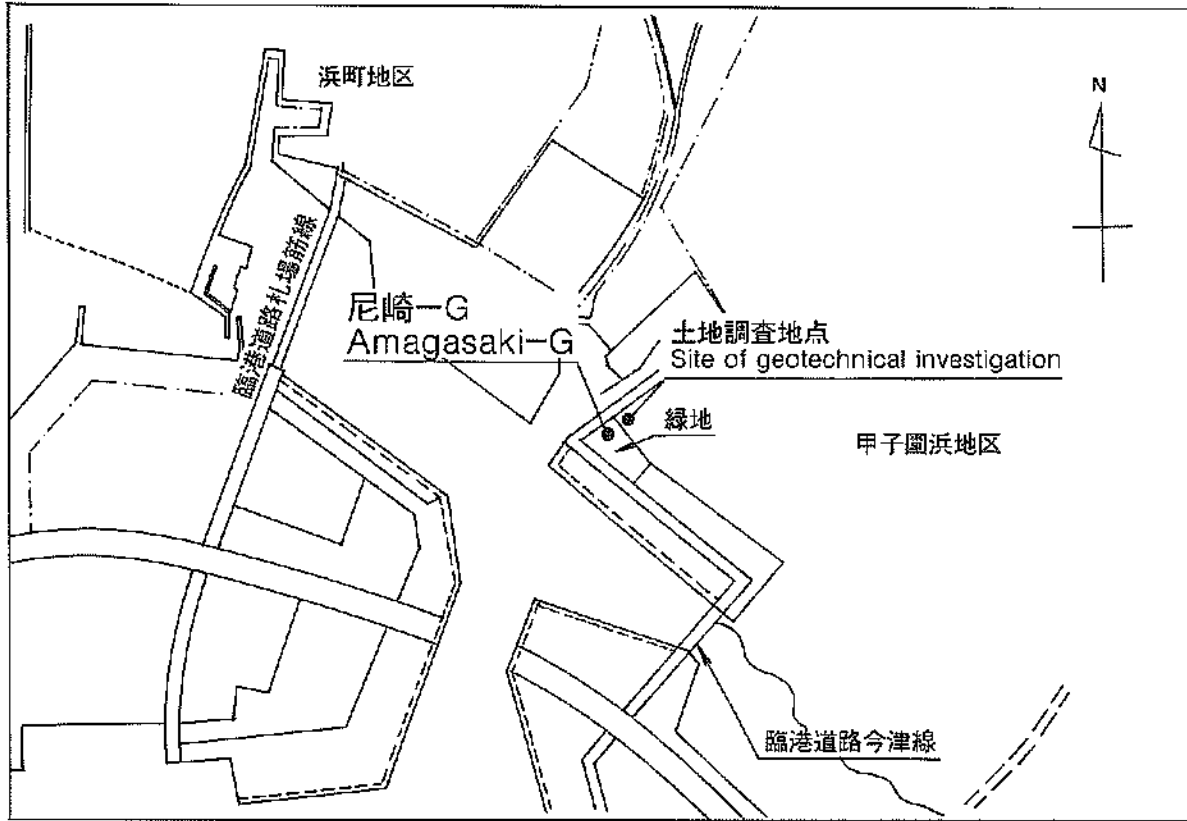 浜町地区
N
臨港道路札場筋線
尼崎−G
Amagasaki−G
土地調査地点
Site of geotechnical investigation
緑地
甲子園浜地区
臨港道路今津線